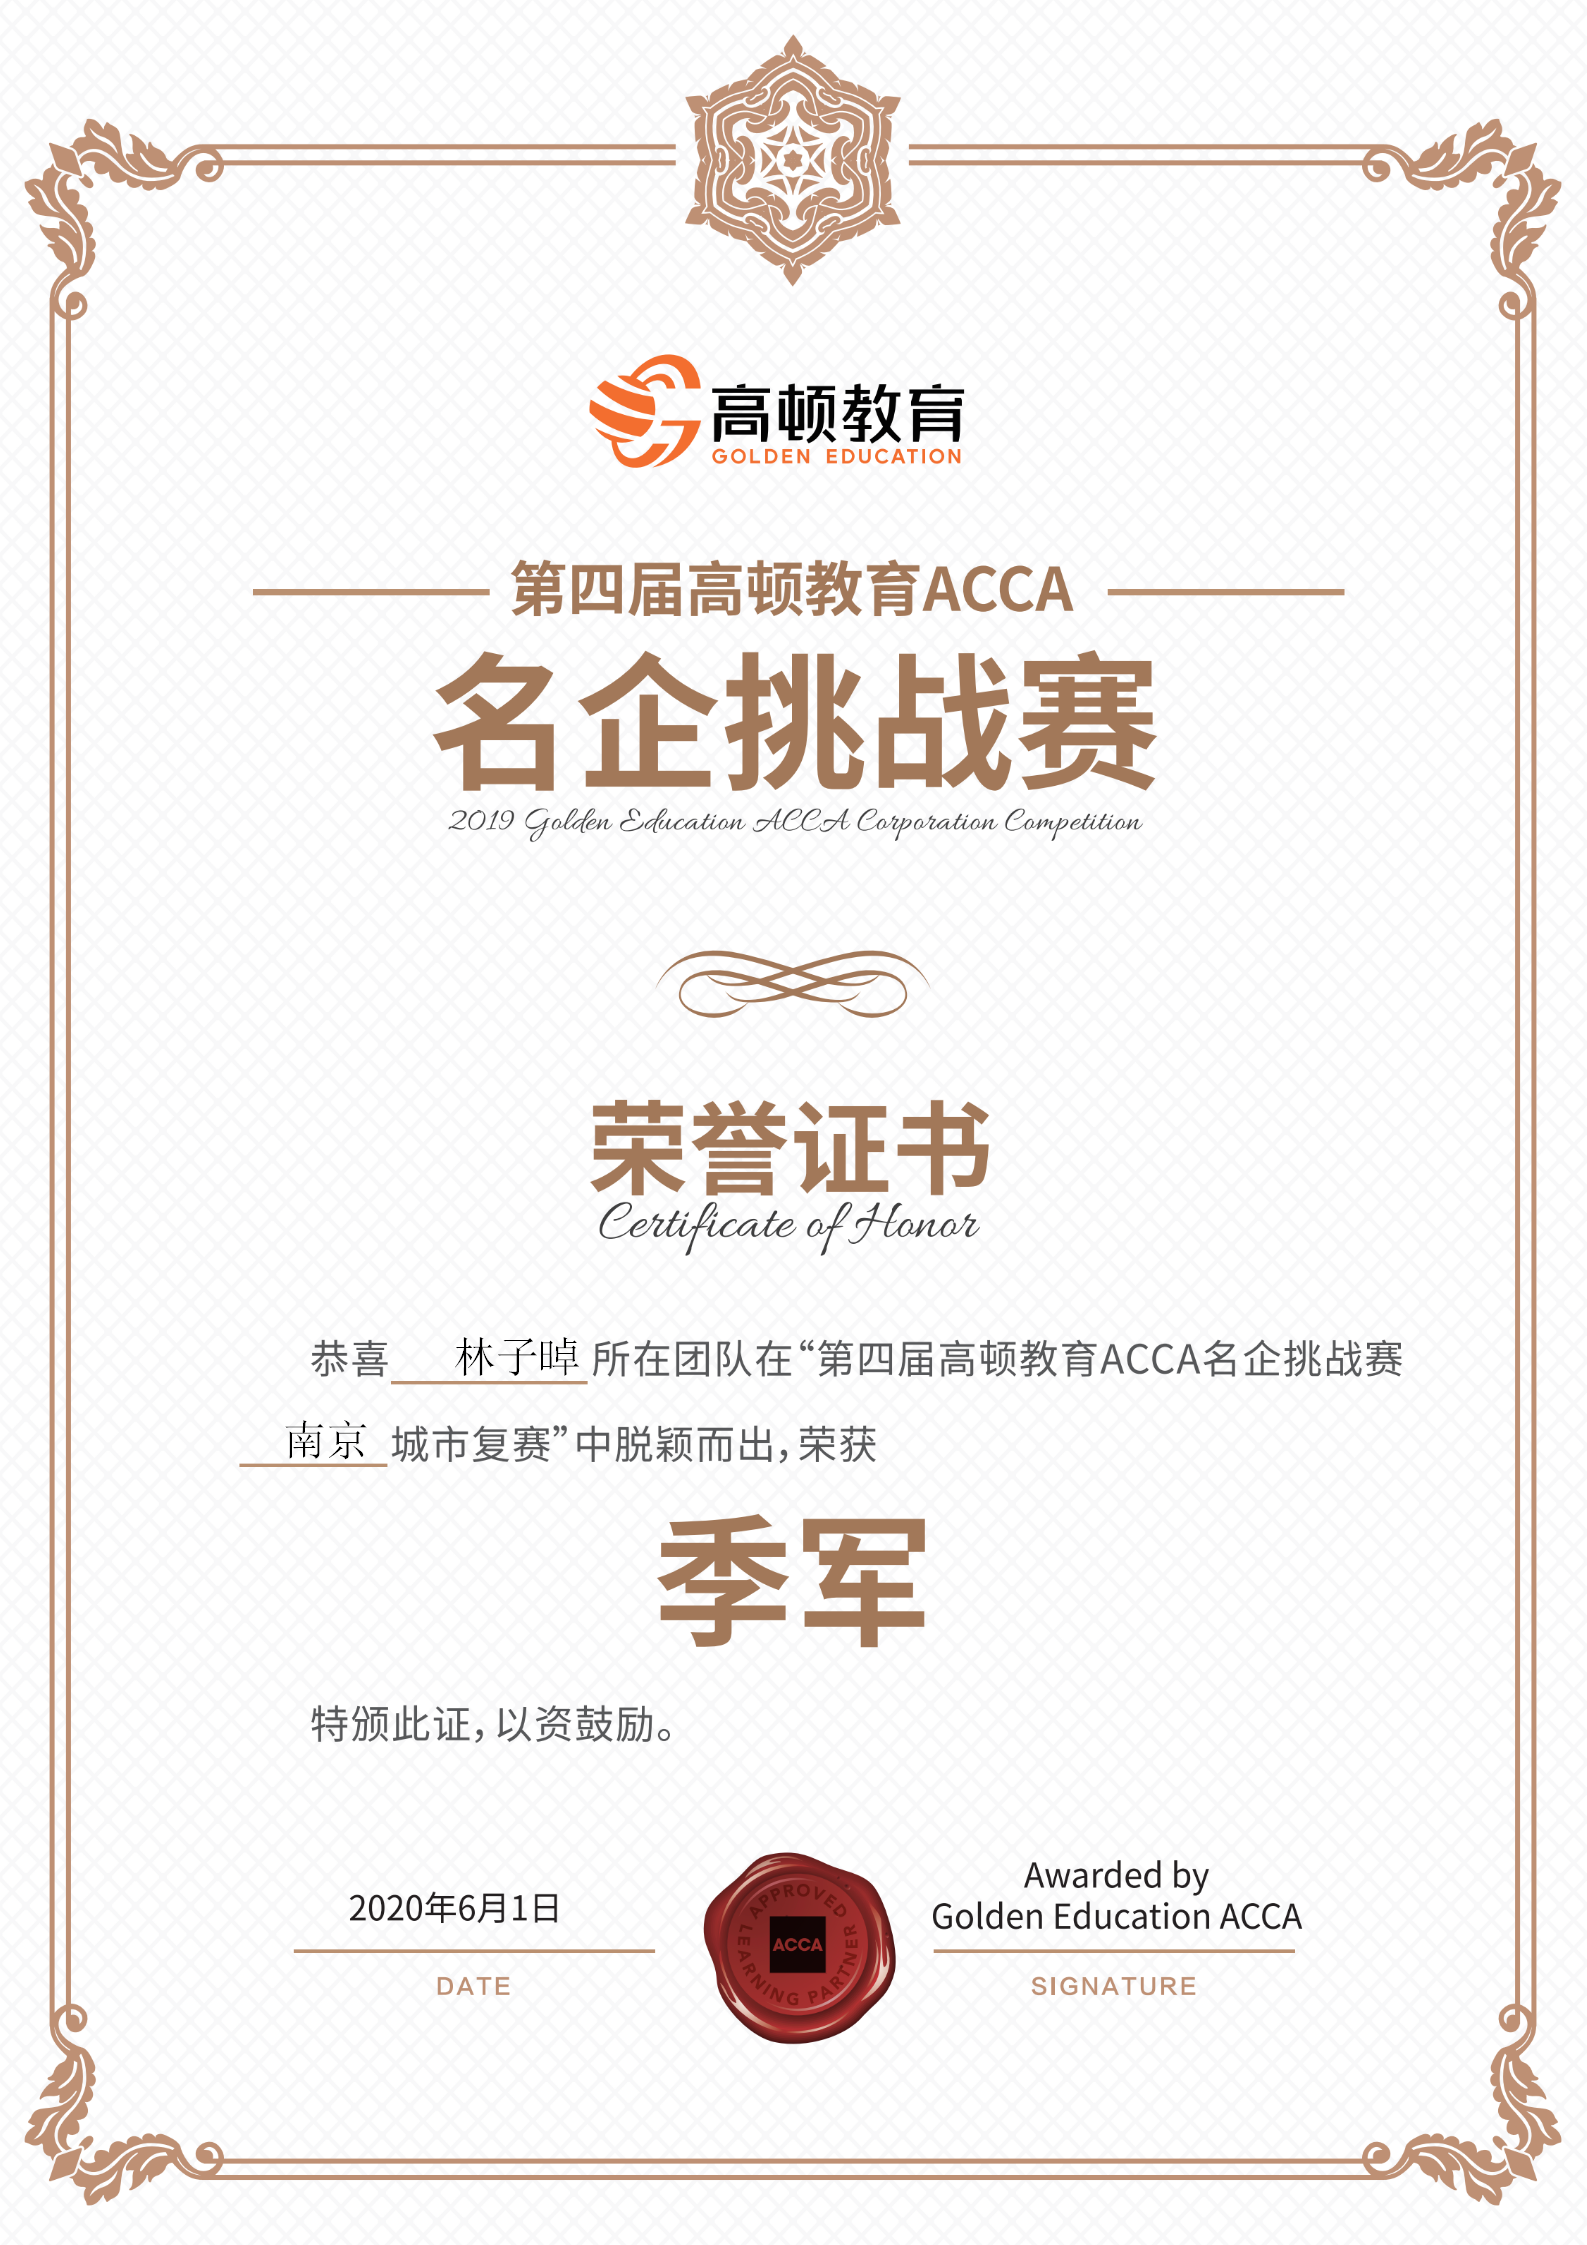 高顿教育
GOLDEN EDUCATION
第四届高顿教育ACCA
名企挑战赛
2019 Golden Education ACCA Corporation Competition
荣誉证书
Certificate of Honor
恭喜 林子晫 所在团队在“第四届高顿教育ACCA名企挑战赛
南京 城市复赛”中脱颖而出，荣获
季军
特颁此证，以资鼓励。
2020年6月1日
DATE
APPROVED
ACCA
LEARNING PARTNER
Awarded by
Golden Education ACCA
SIGNATURE